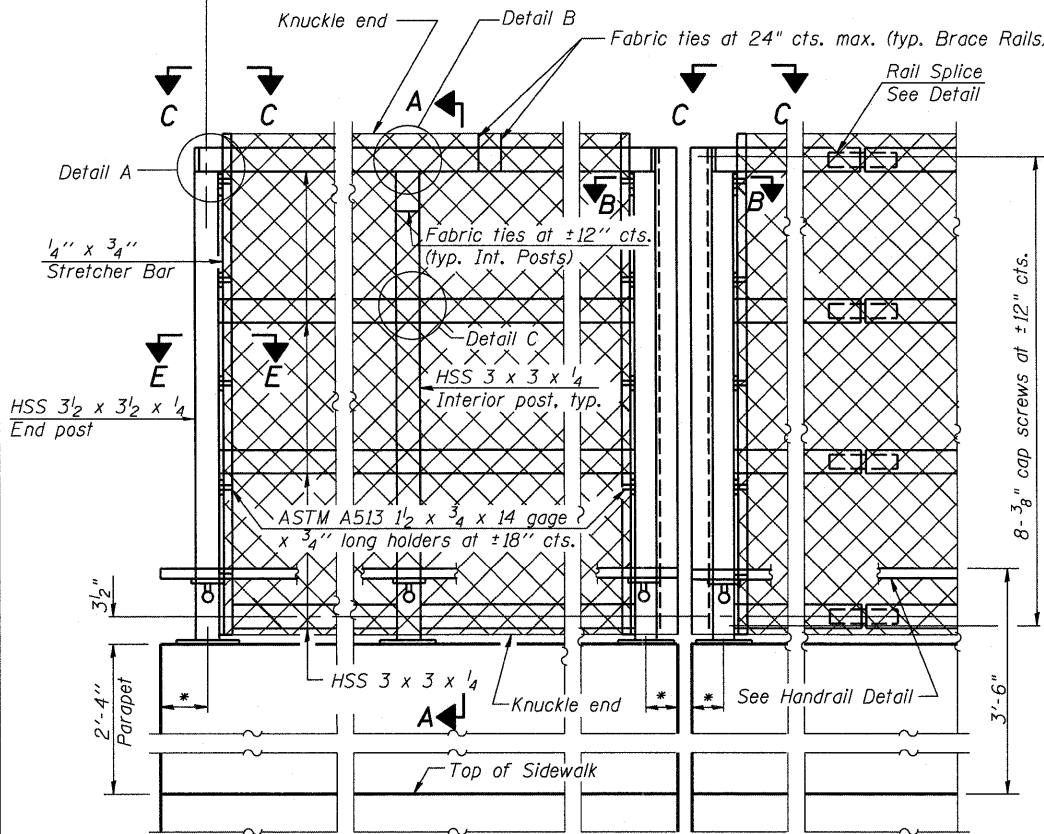 Knuckle end
Detail B
Fabric ties at 24" cts. max. (typ. Brace Rails)
C
C
A
C
C
Rail Splice
See Detail
Detail A
B
B
Fabric ties at ±12" cts.
(typ. Int. Posts)
1/4" x 3/4"
Stretcher Bar
Detail C
E
E
HSS 3 x 3 x 1/4
Interior post, typ.
HSS 3 1/2 x 3 1/2 x 1/4
End post
8-3/8" cap screws at ±12" cts.
ASTM A513 1 1/2 x 3/4 x 14 gage
x 3/4" long holders at ±18" cts.
3 1/2"
HSS 3 x 3 x 1/4
2'-4"
Parapet
*
*
*
See Handrail Detail
3'-6"
A
Knuckle end
Top of Sidewalk